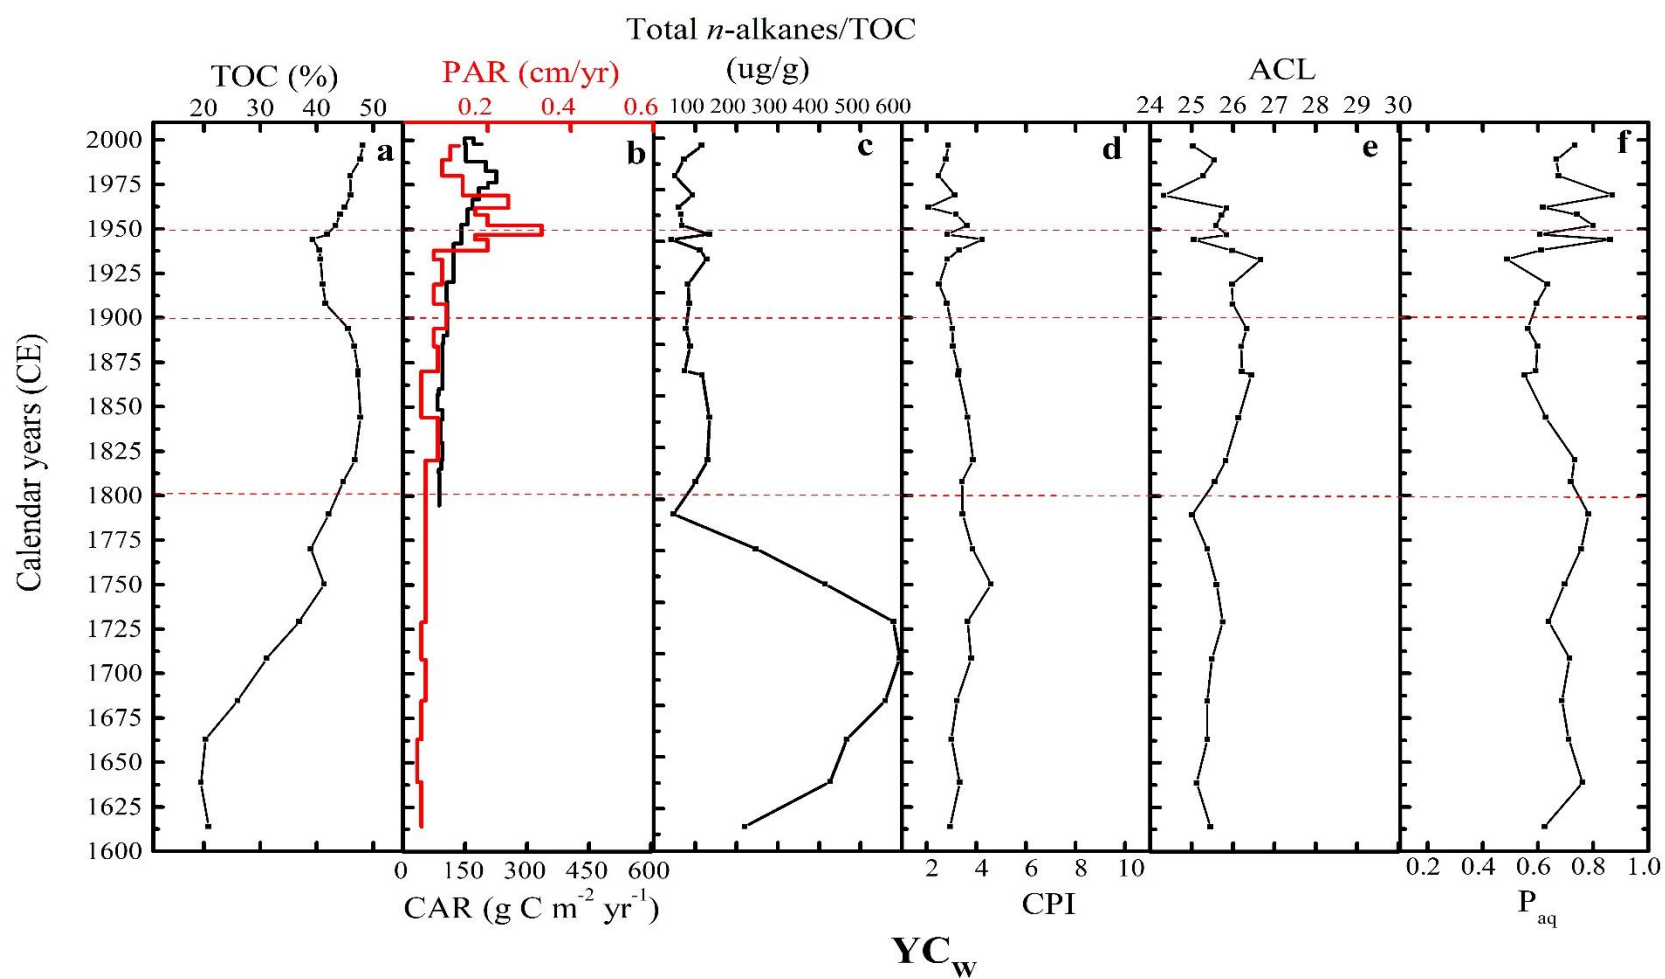 Total n-alkanes/TOC
TOC (%) PAR (cm/yr) (ug/g) ACL
20 30 40 50 0.2 0.4 0.6 100 200 300 400 500 600 24 25 26 27 28 29 30
a b c d e f
Calendar years (CE)
2000
1975
1950
1925
1900
1875
1850
1825
1800
1775
1750
1725
1700
1675
1650
1625
1600
0 150 300 450 600 2 4 6 8 10 0.2 0.4 0.6 0.8 1.0
CAR (g C m⁻² yr⁻¹) CPI Paq
YCw